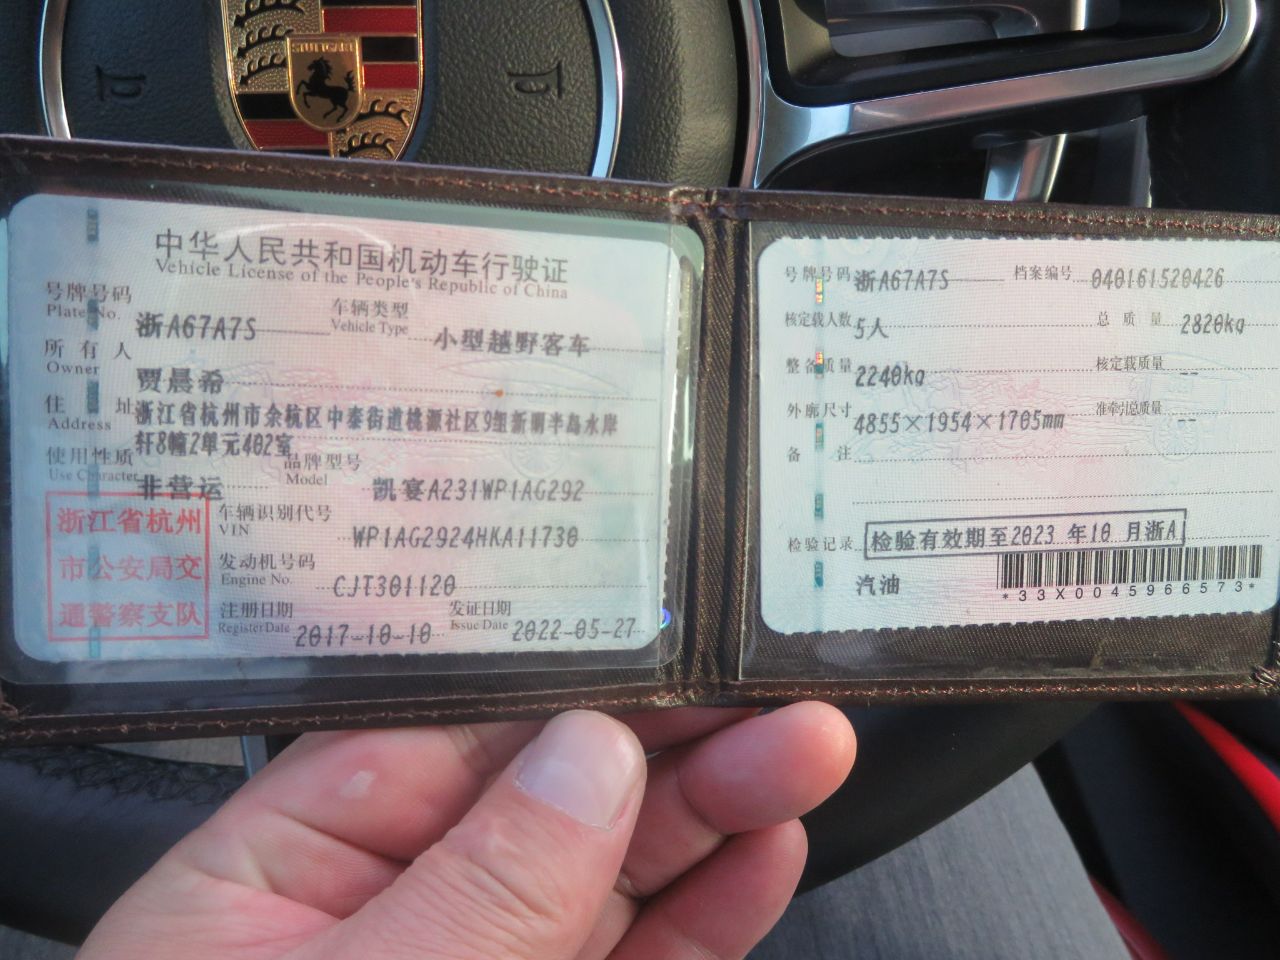 STUTTGART
中华人民共和国机动车行驶证
Vehicle License of the People's Republic of China
号牌号码 浙A67A7S 车辆类型 小型越野客车
Plate No. Vehicle Type
所有人 贾晨希
Owner
住址 浙江省杭州市余杭区中泰街道桃源社区9组新明半岛水岸
Address 轩8幢2单元402室
使用性质 非营运 品牌型号 凯宴A231WP1AG292
Use Character Model
浙江省杭州
市公安局交
通警察支队
车辆识别代号 WP1AG2924HKA11730
VIN
发动机号码 CJT301120
Engine No.
注册日期 2017-10-10 发证日期 2022-05-27
Register Date Issue Date
号牌号码 浙A67A7S 档案编号 040161520426
核定载人数 5人 总质量 2820kg
整备质量 2240kg 核定载质量 --
外廓尺寸 4855×1954×1705mm 准牵引总质量 --
备注
检验记录 检验有效期至2023年10月浙A
汽油
*33X0045966573*